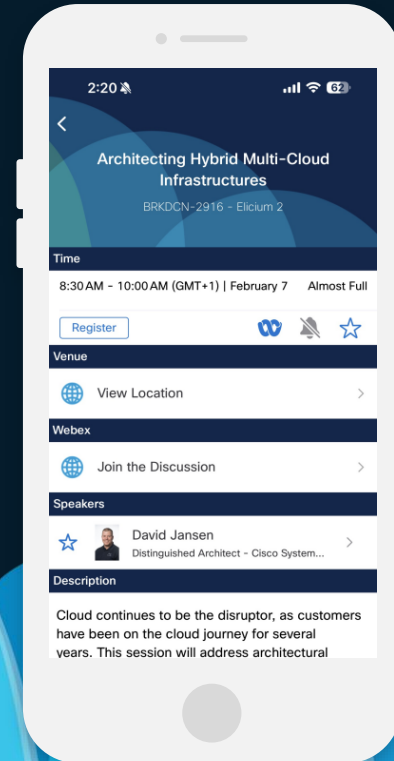 2:20
62
Architecting Hybrid Multi-Cloud
Infrastructures
BRKDCN-2916 - Elicium 2
Time
8:30 AM - 10:00 AM (GMT+1) | February 7 Almost Full
Register
Venue
View Location
Webex
Join the Discussion
Speakers
David Jansen
Distinguished Architect - Cisco System...
Description
Cloud continues to be the disruptor, as customers
have been on the cloud journey for several
years. This session will address architectural